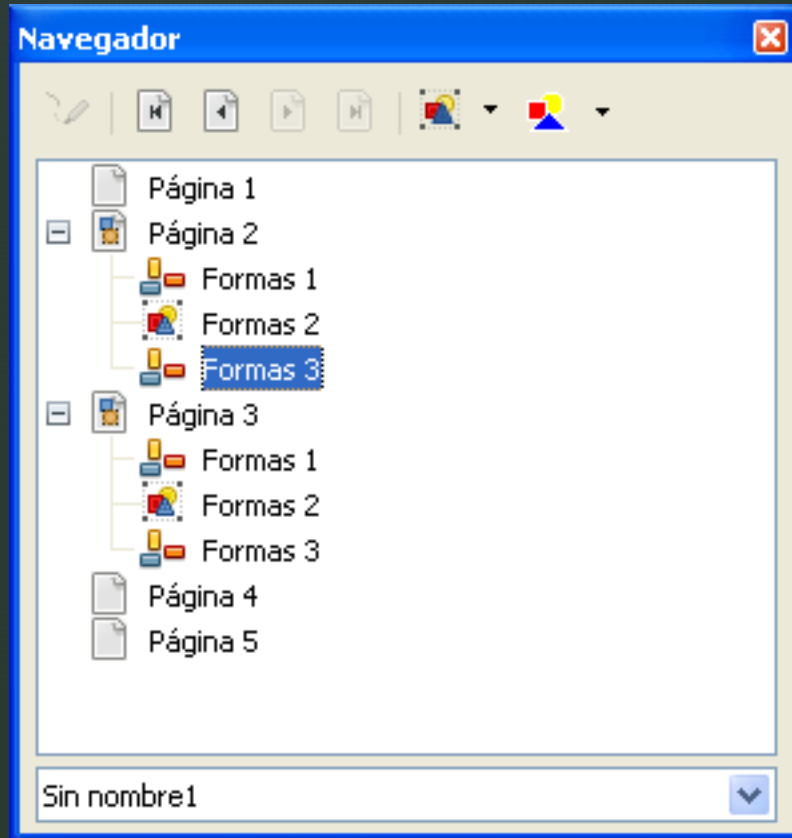 Navegador
Página 1
Página 2
Formas 1
Formas 2
Formas 3
Página 3
Formas 1
Formas 2
Formas 3
Página 4
Página 5
Sin nombre1